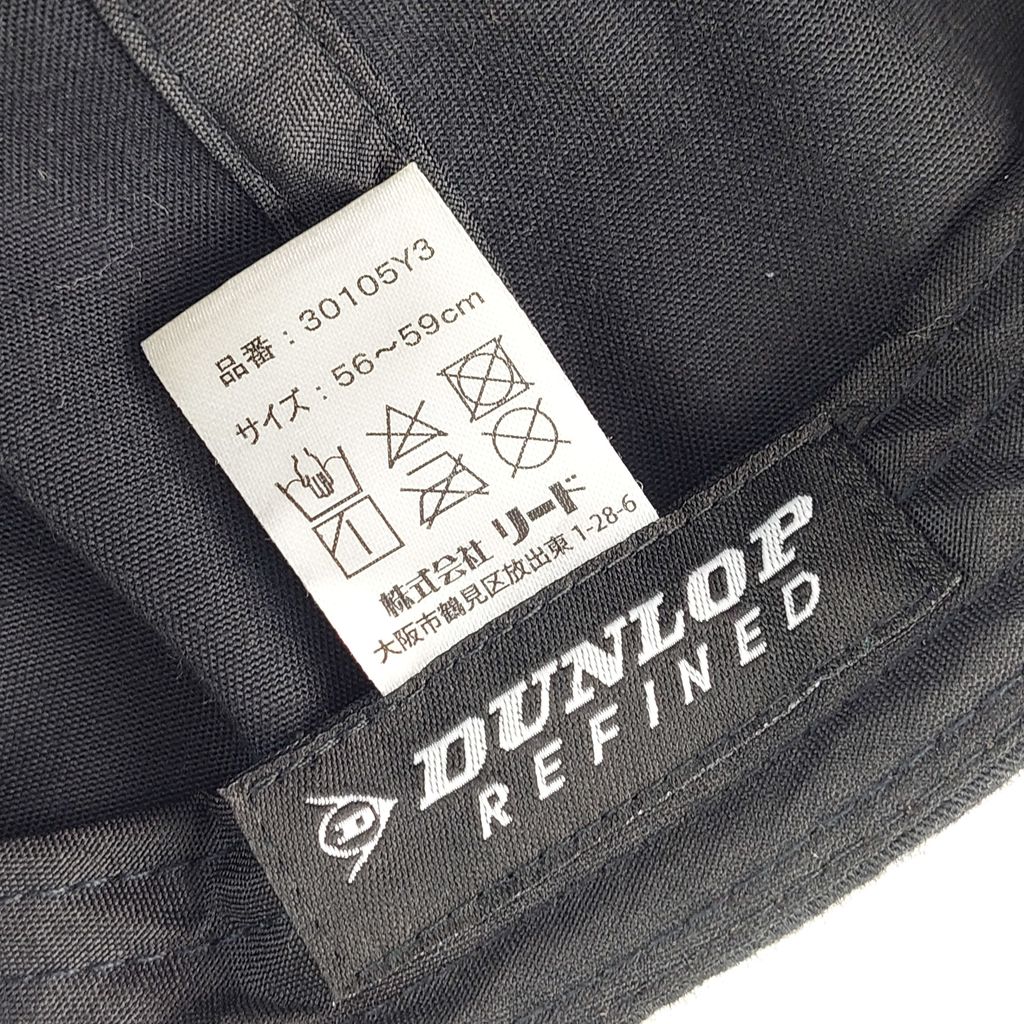 品番：30105Y3
サイズ：56〜59cm
株式会社 リード
大阪市鶴見区放出東1-28-6
DUNLOP
REFINED